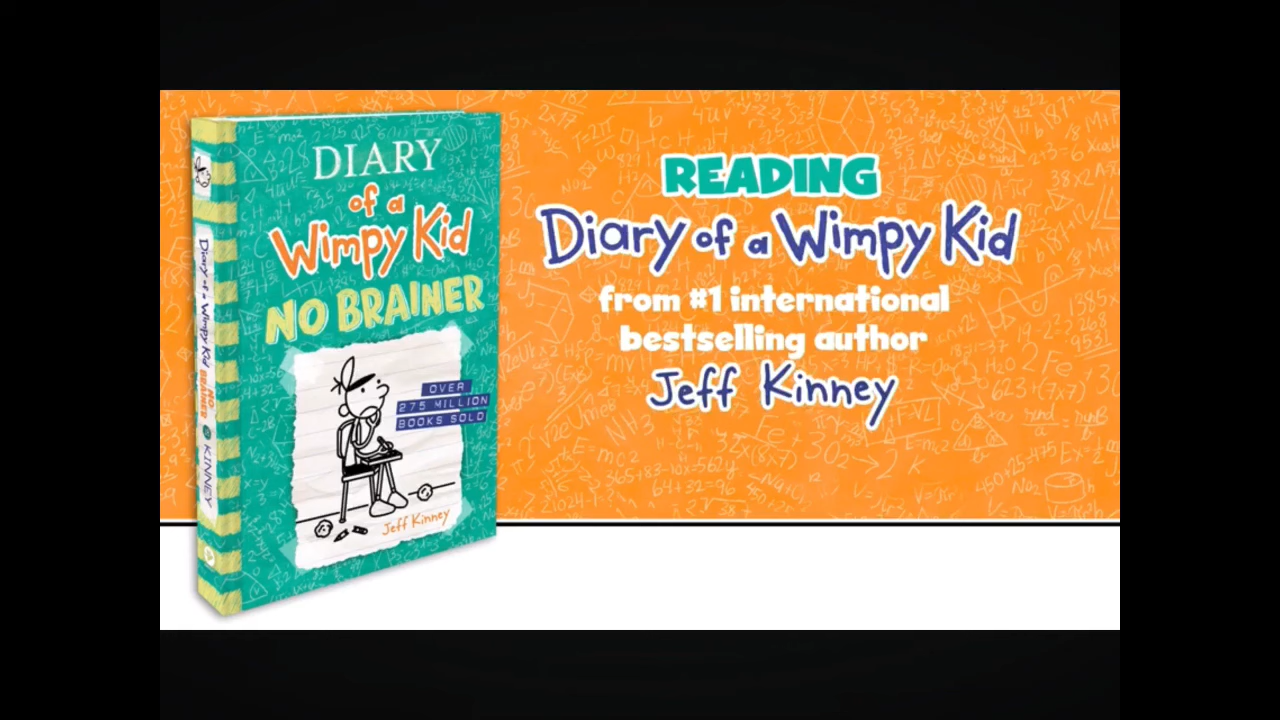 DIARY
of a
Wimpy Kid
NO BRAINER
OVER
275 MILLION
BOOKS SOLD
Jeff Kinney
Diary of a Wimpy Kid NO BRAINER KINNEY
READING
Diary of a Wimpy Kid
from #1 international
bestselling author
Jeff Kinney